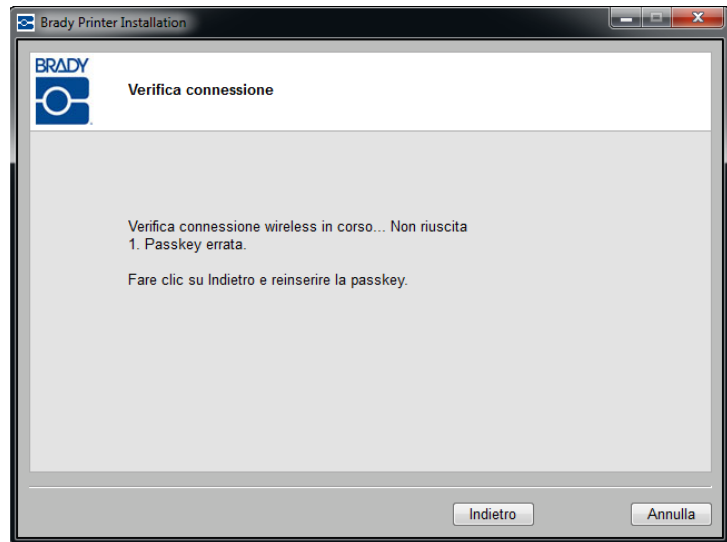 Brady Printer Installation
BRADY
Verifica connessione
Verifica connessione wireless in corso... Non riuscita
1. Passkey errata.
Fare clic su Indietro e reinserire la passkey.
Indietro
Annulla